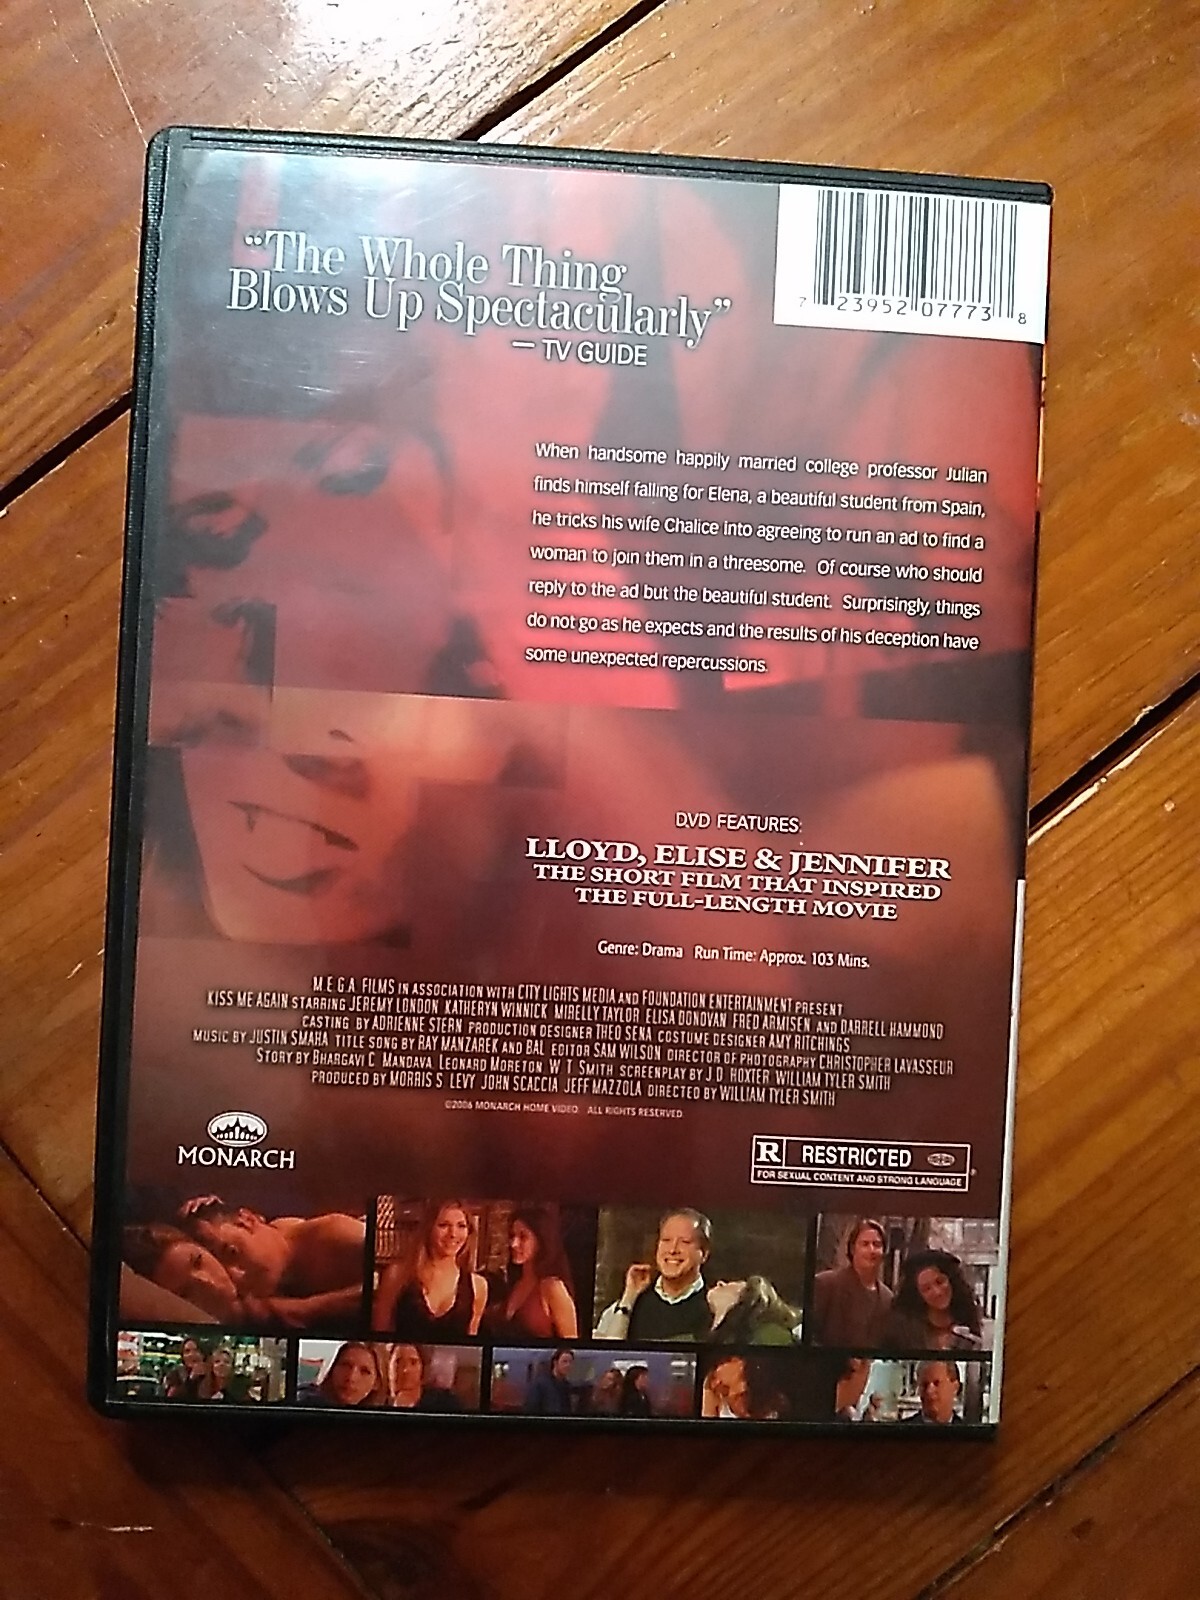 “The Whole Thing
Blows Up Spectacularly”
— TV GUIDE
7 23952 07773 8
When handsome happily married college professor Julian
finds himself falling for Elena, a beautiful student from Spain,
he tricks his wife Chalice into agreeing to run an ad to find a
woman to join them in a threesome. Of course who should
reply to the ad but the beautiful student. Surprisingly, things
do not go as he expects and the results of his deception have
some unexpected repercussions.
DVD FEATURES:
LLOYD, ELISE & JENNIFER
THE SHORT FILM THAT INSPIRED
THE FULL-LENGTH MOVIE
Genre: Drama Run Time: Approx. 103 Mins.
M.E.G.A. FILMS IN ASSOCIATION WITH CITY LIGHTS MEDIA AND FOUNDATION ENTERTAINMENT PRESENT
KISS ME AGAIN STARRING JEREMY LONDON KATHERYN WINNICK MIRELLY TAYLOR ELISA DONOVAN FRED ARMISEN AND DARRELL HAMMOND
CASTING BY ADRIENNE STERN PRODUCTION DESIGNER THEO SENA COSTUME DESIGNER AMY RITCHINGS
MUSIC BY JUSTIN SMAHA TITLE SONG BY RAY MANZAREK AND BAL EDITOR SAM WILSON DIRECTOR OF PHOTOGRAPHY CHRISTOPHER LAVASSEUR
STORY BY BHARGAVI C. MANDAVA LEONARD MORETON W.T. SMITH SCREENPLAY BY J.D. HOXTER WILLIAM TYLER SMITH
PRODUCED BY MORRIS S. LEVY JOHN SCACCIA JEFF MAZZOLA DIRECTED BY WILLIAM TYLER SMITH
©2006 MONARCH HOME VIDEO. ALL RIGHTS RESERVED.
MONARCH
R RESTRICTED
FOR SEXUAL CONTENT AND STRONG LANGUAGE